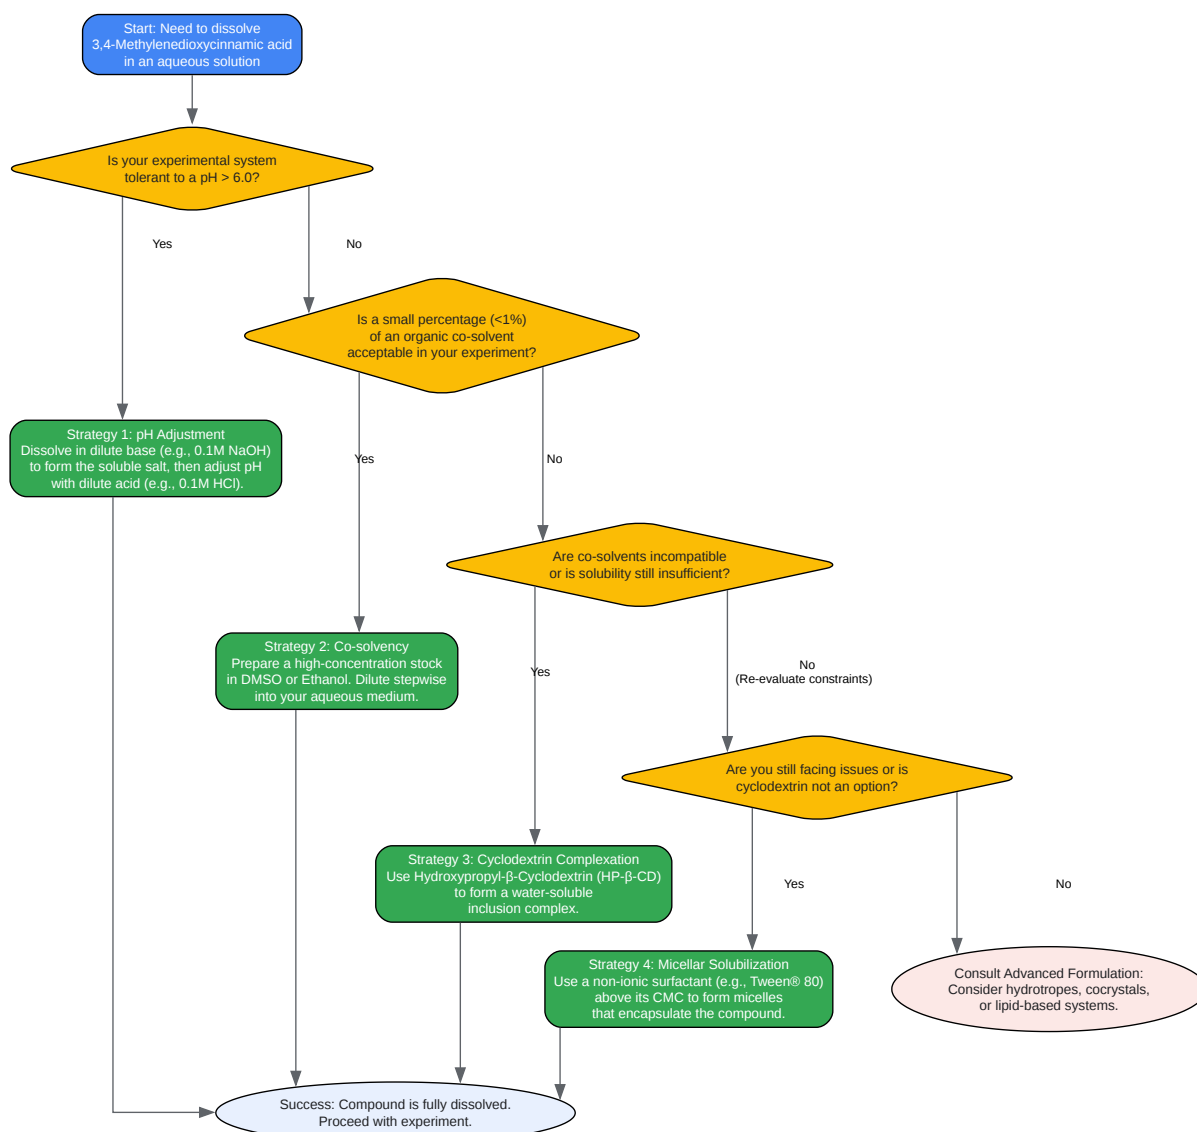 Start: Need to dissolve
3,4-Methylenedioxycinnamic acid
in an aqueous solution
Is your experimental system
tolerant to a pH > 6.0?
Yes
No
Is a small percentage (<1%)
of an organic co-solvent
acceptable in your experiment?
Strategy 1: pH Adjustment
Dissolve in dilute base (e.g., 0.1M NaOH)
to form the soluble salt, then adjust pH
with dilute acid (e.g., 0.1M HCl).
Yes
No
Are co-solvents incompatible
or is solubility still insufficient?
Strategy 2: Co-solvency
Prepare a high-concentration stock
in DMSO or Ethanol. Dilute stepwise
into your aqueous medium.
Yes
No
(Re-evaluate constraints)
Are you still facing issues or is
cyclodextrin not an option?
Strategy 3: Cyclodextrin Complexation
Use Hydroxypropyl-β-Cyclodextrin (HP-β-CD)
to form a water-soluble
inclusion complex.
Yes
No
Strategy 4: Micellar Solubilization
Use a non-ionic surfactant (e.g., Tween® 80)
above its CMC to form micelles
that encapsulate the compound.
Consult Advanced Formulation:
Consider hydrotropes, cocrystals,
or lipid-based systems.
Success: Compound is fully dissolved.
Proceed with experiment.